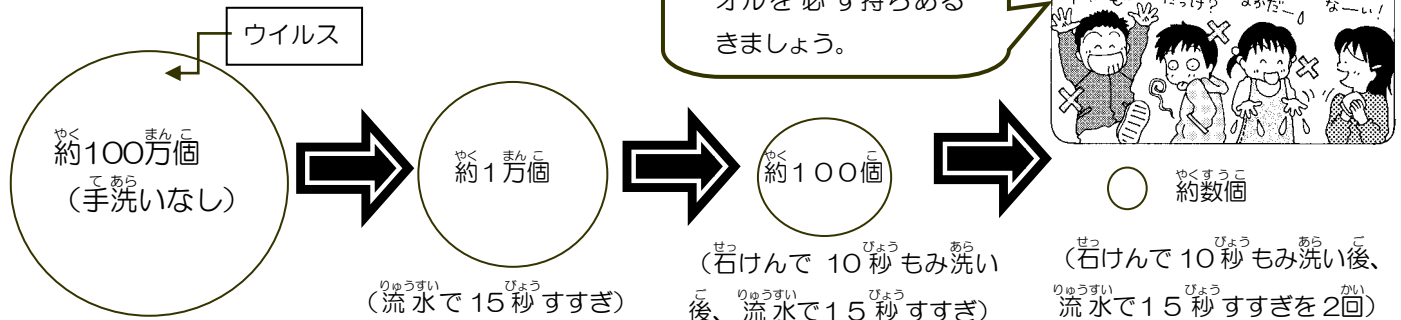 オルを必ず持ちある
きましょう。
ウイルス
約100万個
(手洗いなし)
約1万個
(流水で15秒すすぎ)
約100個
(石けんで 10秒もみ洗い
後、流水で15秒すすぎ)
約数個
(石けんで10秒もみ洗い後、
流水で15秒すすぎを2回)